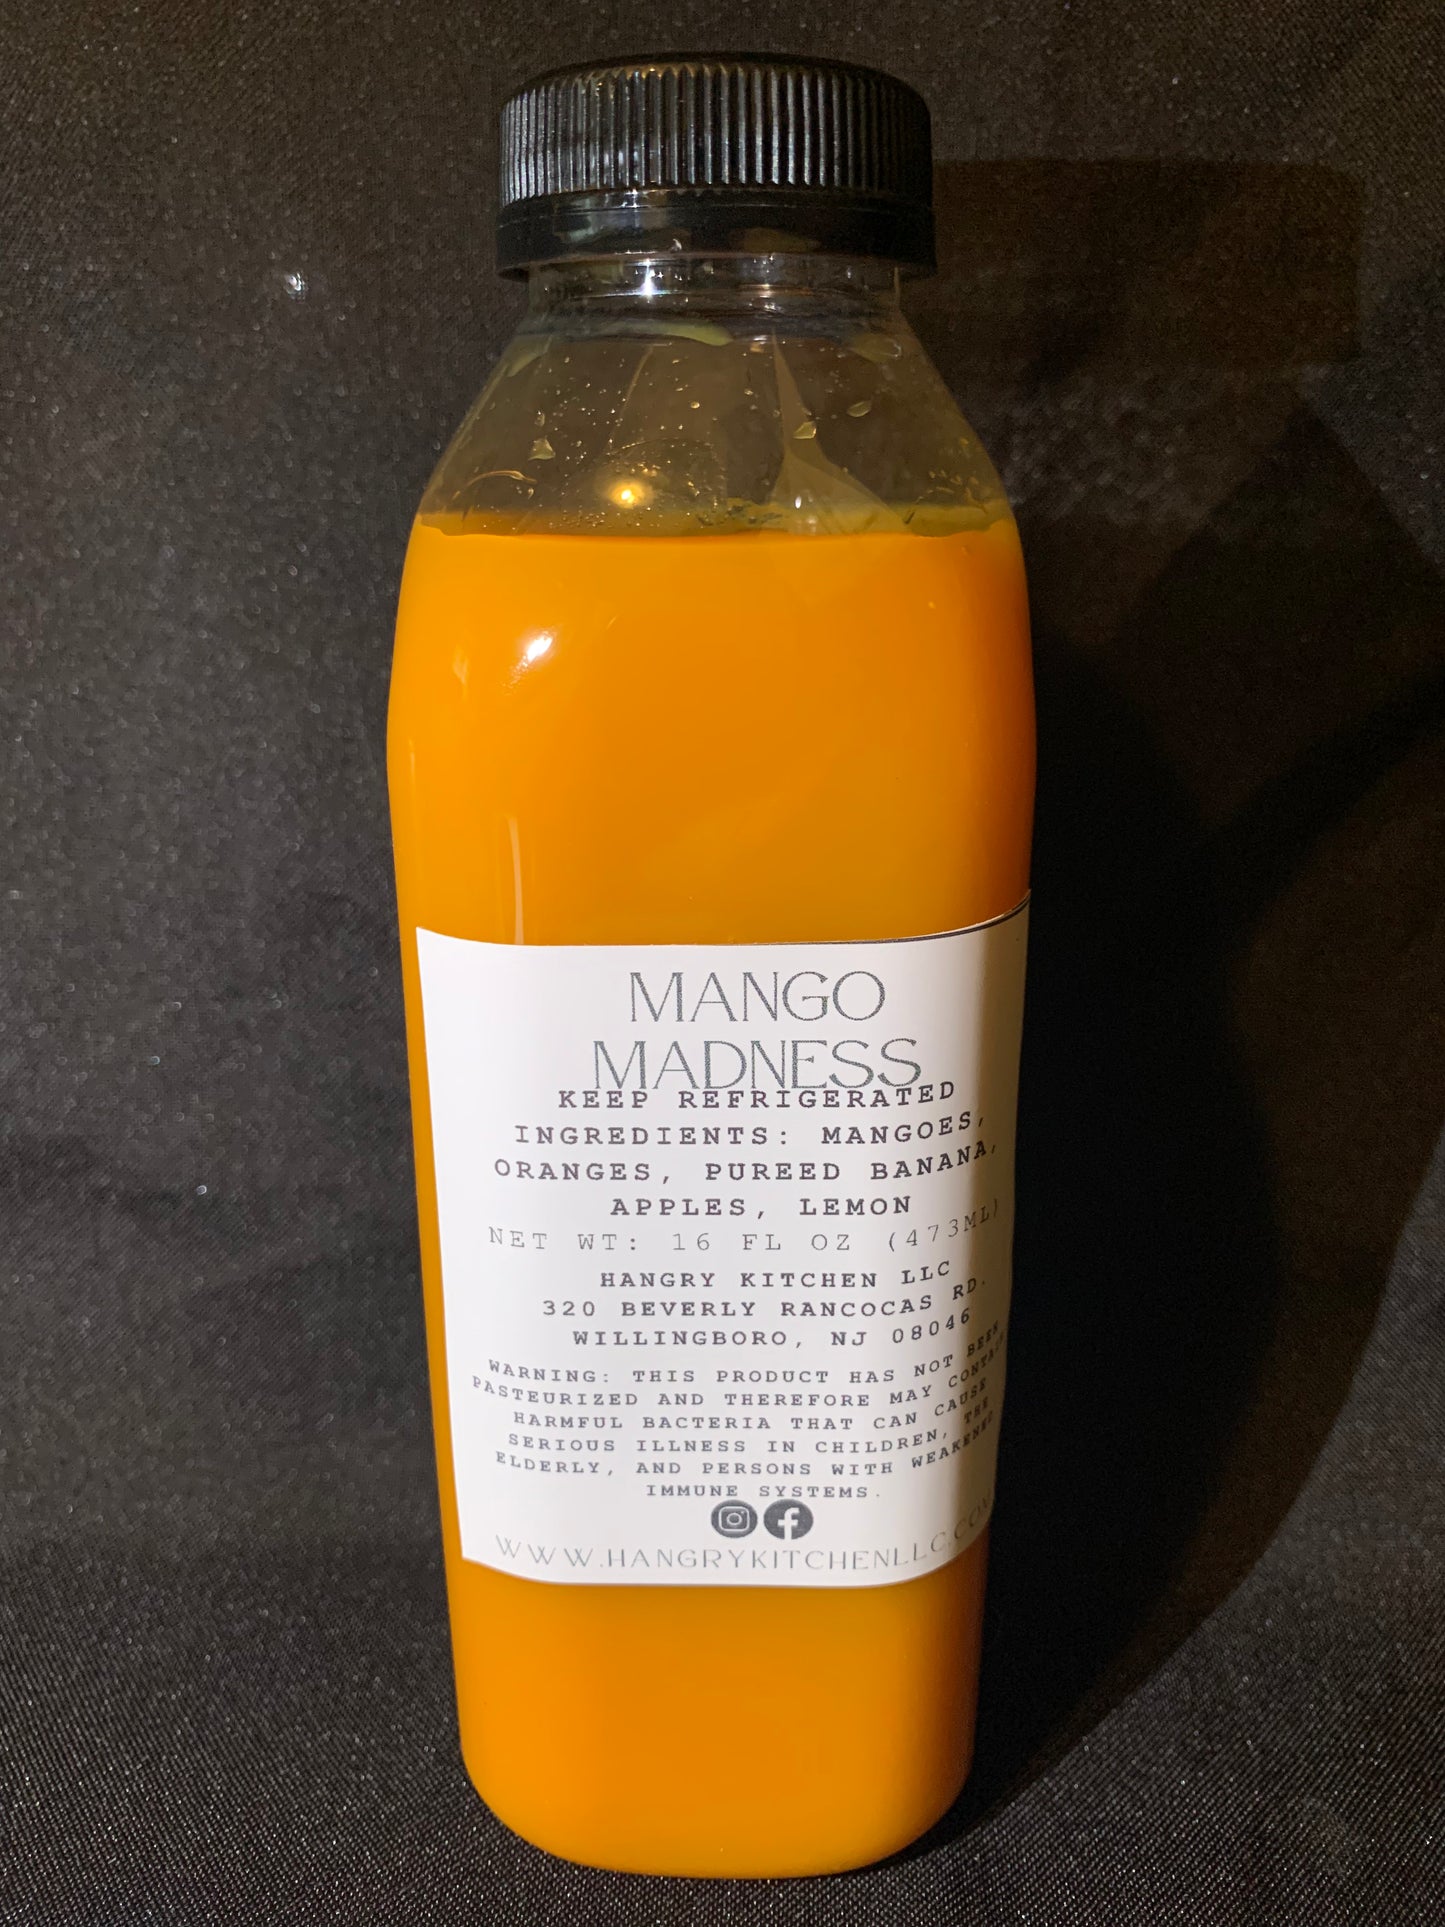 MANGO
MADNESS
KEEP REFRIGERATED
INGREDIENTS: MANGOES,
ORANGES, PUREED BANANA,
APPLES, LEMON
NET WT: 16 FL OZ (473ML)
HANGRY KITCHEN LLC
320 BEVERLY RANCOCAS RD.
WILLINGBORO, NJ 08046
WARNING: THIS PRODUCT HAS NOT BEEN
PASTEURIZED AND THEREFORE MAY CONTAIN
HARMFUL BACTERIA THAT CAN CAUSE
SERIOUS ILLNESS IN CHILDREN, THE
ELDERLY, AND PERSONS WITH WEAKENED
IMMUNE SYSTEMS.
WWW.HANGRYKITCHENLLC.COM